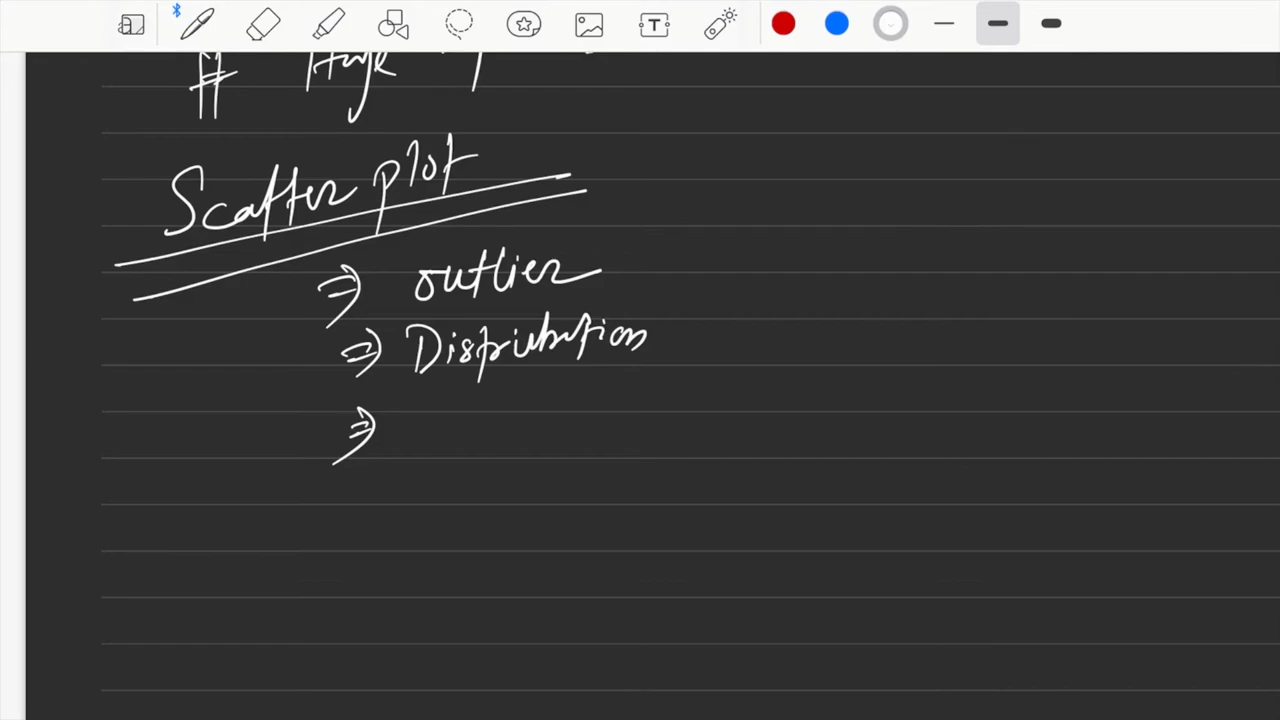 #
Scatter plot
⇒ outlier
⇒ Distribution
⇒